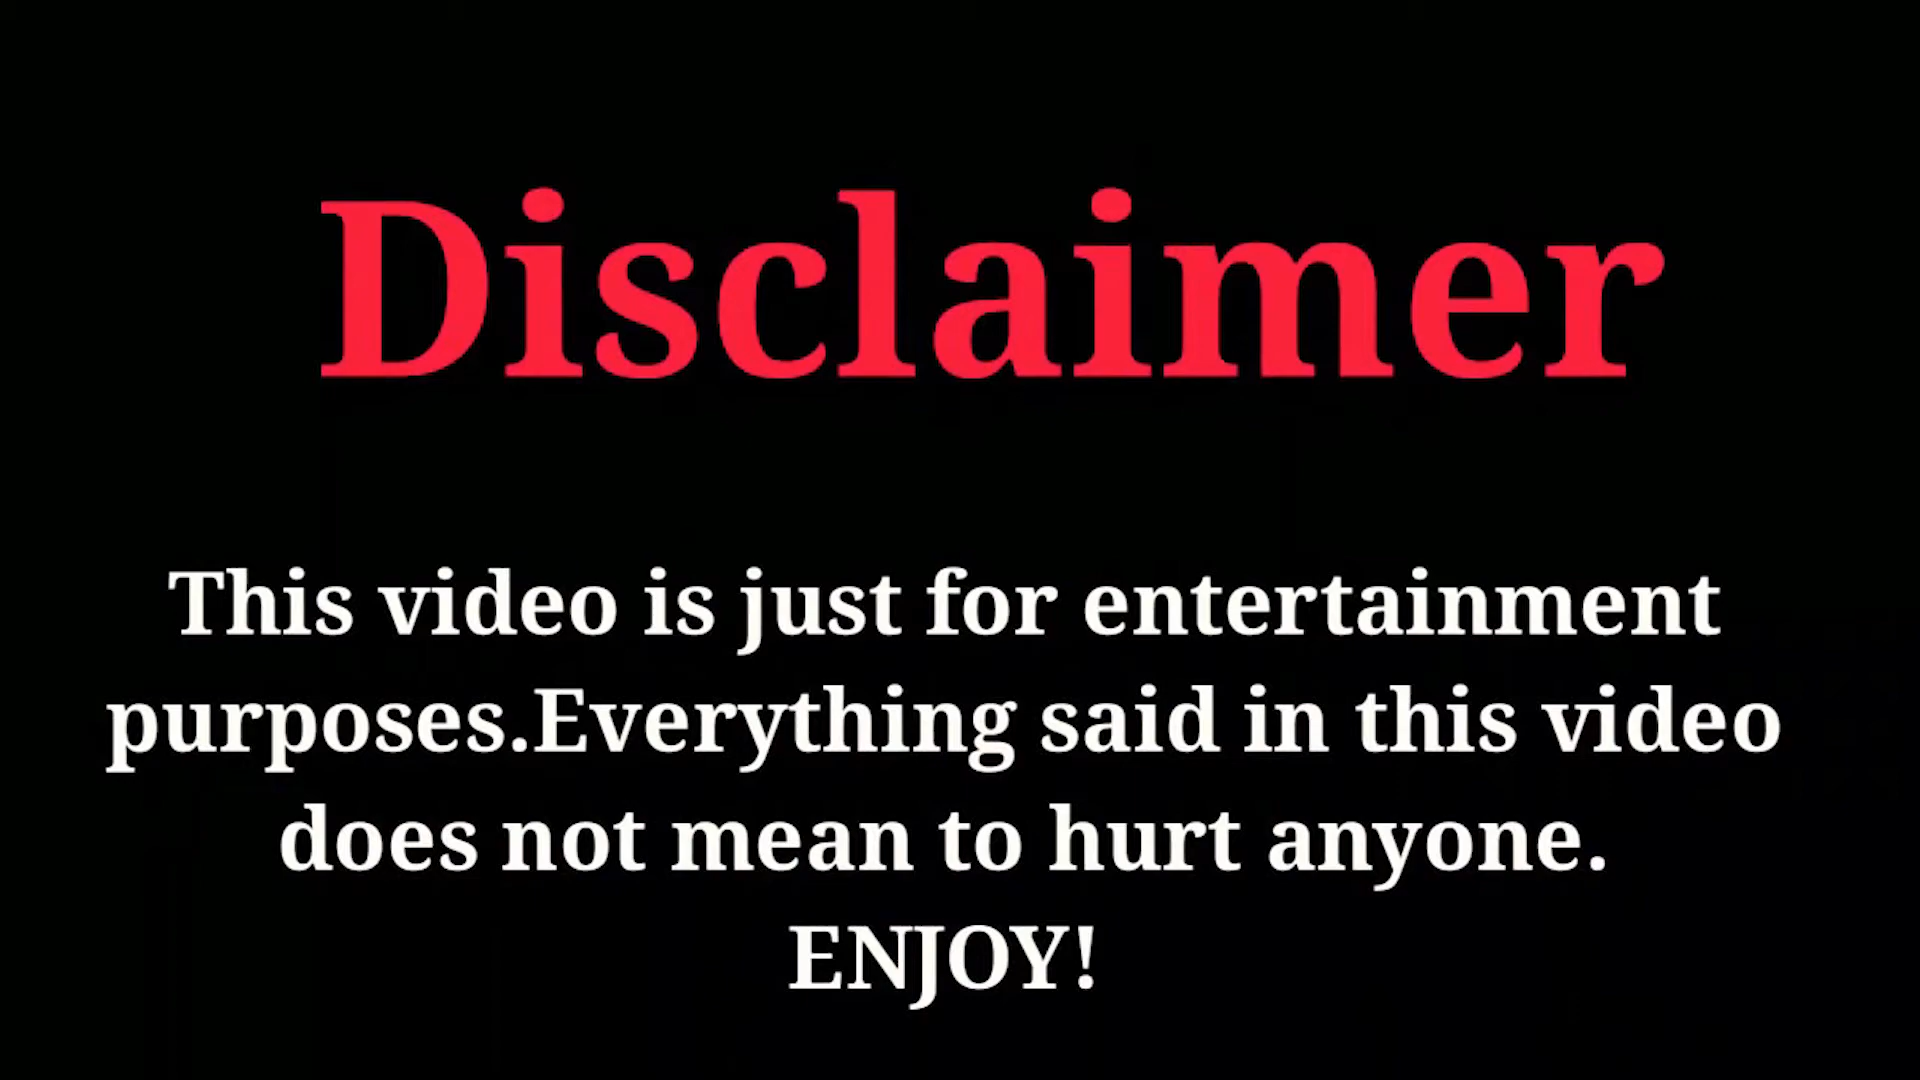 Disclaimer
This video is just for entertainment
purposes.Everything said in this video
does not mean to hurt anyone.
ENJOY!